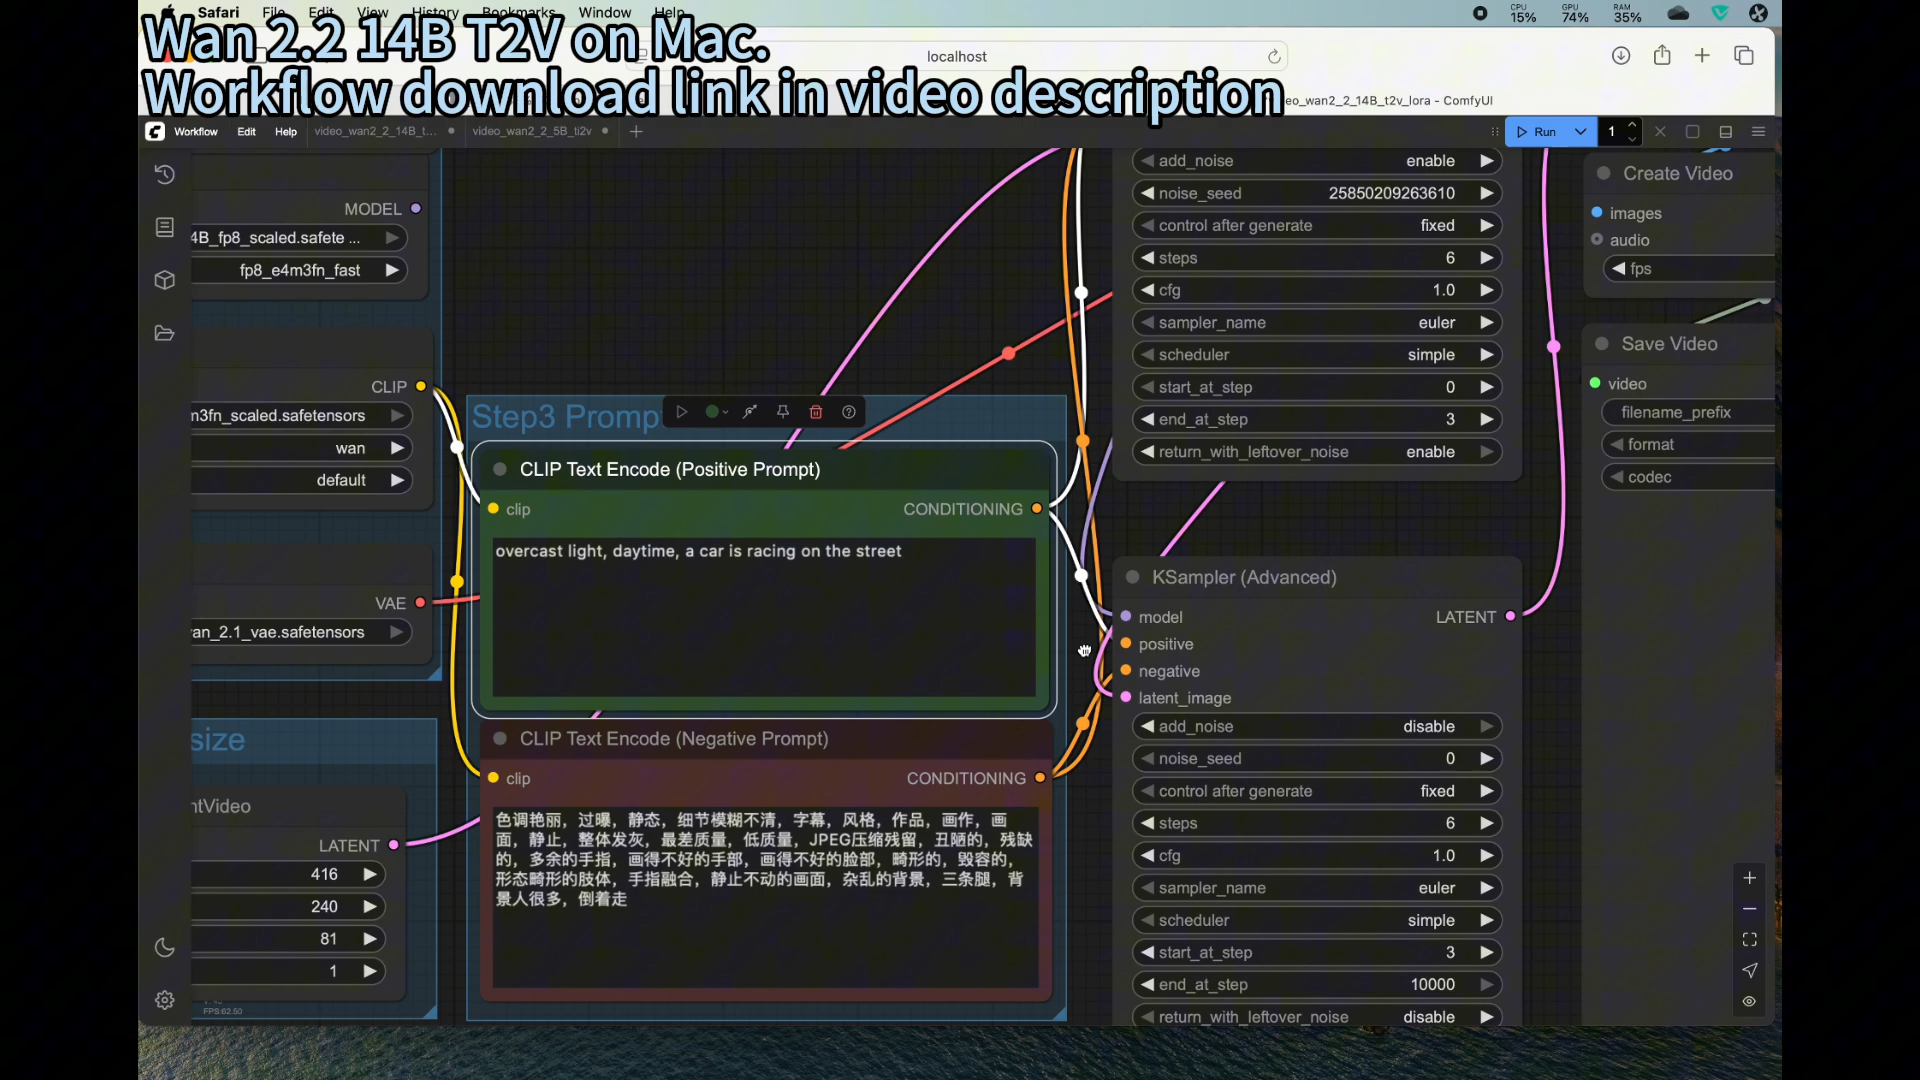 Safari File Edit View History Bookmarks Window Help
CPU 15% GPU 74% RAM 35%
Wan 2.2 14B T2V on Mac.
localhost
Workflow download link in video description
eo_wan2_2_14B_t2v_lora - ComfyUI
Workflow Edit Help video_wan2_2_14B_t... video_wan2_2_5B_ti2v
Run 1
MODEL
4B_fp8_scaled.safete ...
fp8_e4m3fn_fast
CLIP
m3fn_scaled.safetensors
wan
default
VAE
an_2.1_vae.safetensors
size
ntVideo
LATENT
416
240
81
1
FPS:62.50
Step3 Promp
CLIP Text Encode (Positive Prompt)
clip CONDITIONING
overcast light, daytime, a car is racing on the street
CLIP Text Encode (Negative Prompt)
clip CONDITIONING
色调艳丽，过曝，静态，细节模糊不清，字幕，风格，作品，画作，画
面，静止，整体发灰，最差质量，低质量，JPEG压缩残留，丑陋的，残缺
的，多余的手指，画得不好的手部，画得不好的脸部，畸形的，毁容的，
形态畸形的肢体，手指融合，静止不动的画面，杂乱的背景，三条腿，背
景人很多，倒着走
add_noise enable
noise_seed 25850209263610
control after generate fixed
steps 6
cfg 1.0
sampler_name euler
scheduler simple
start_at_step 0
end_at_step 3
return_with_leftover_noise enable
KSampler (Advanced)
model LATENT
positive
negative
latent_image
add_noise disable
noise_seed 0
control after generate fixed
steps 6
cfg 1.0
sampler_name euler
scheduler simple
start_at_step 3
end_at_step 10000
return_with_leftover_noise disable
Create Video
images
audio
fps
Save Video
video
filename_prefix
format
codec